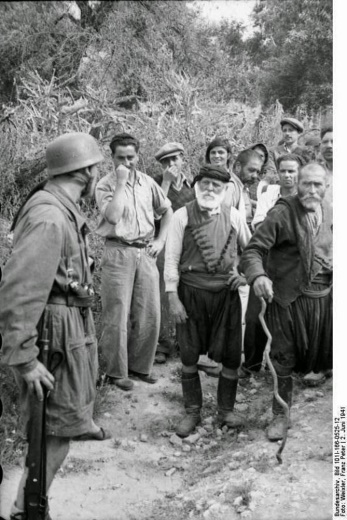 Bundesarchiv, Bild 101I-166-0525-12
Foto: Weixler, Franz Peter | 2. Juni 1941